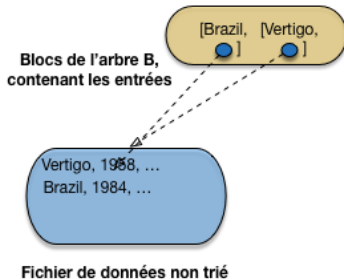 [Brazil, [Vertigo,
] ]
Blocs de l'arbre B,
contenant les entrées
Vertigo, 1958, …
Brazil, 1984, …
Fichier de données non trié